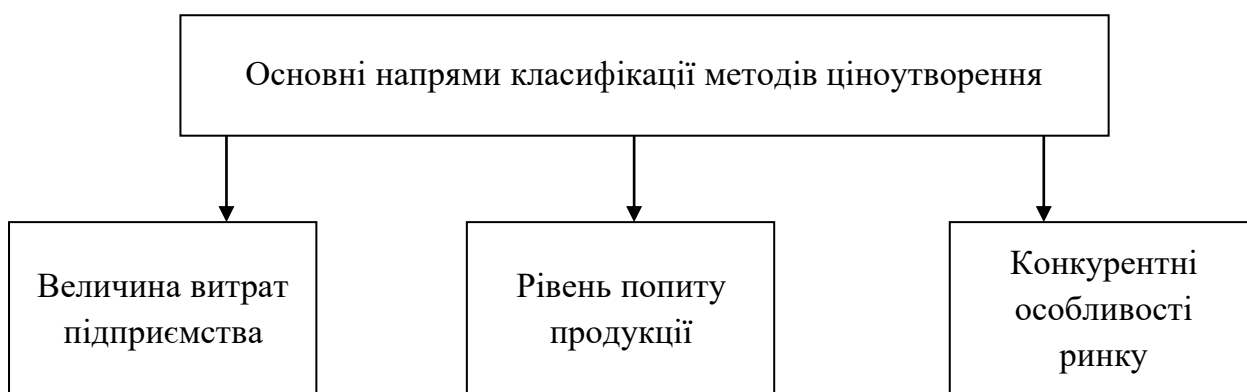 Основні напрями класифікації методів ціноутворення
Величина витрат
підприємства
Рівень попиту
продукції
Конкурентні
особливості
ринку